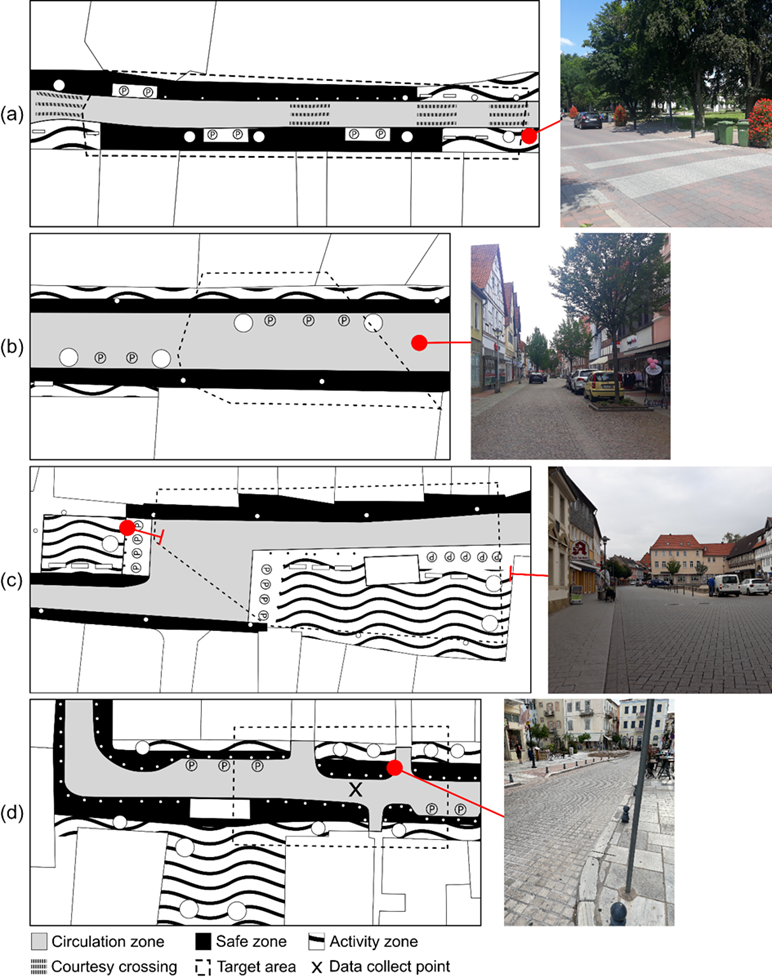 (a)
P P
P P P P
(b)
P P P
P P
(c)
P
P
P
P
P P P P P
P
P
P
P
(d)
P P P
X
P P
Circulation zone Safe zone Activity zone
Courtesy crossing Target area X Data collect point